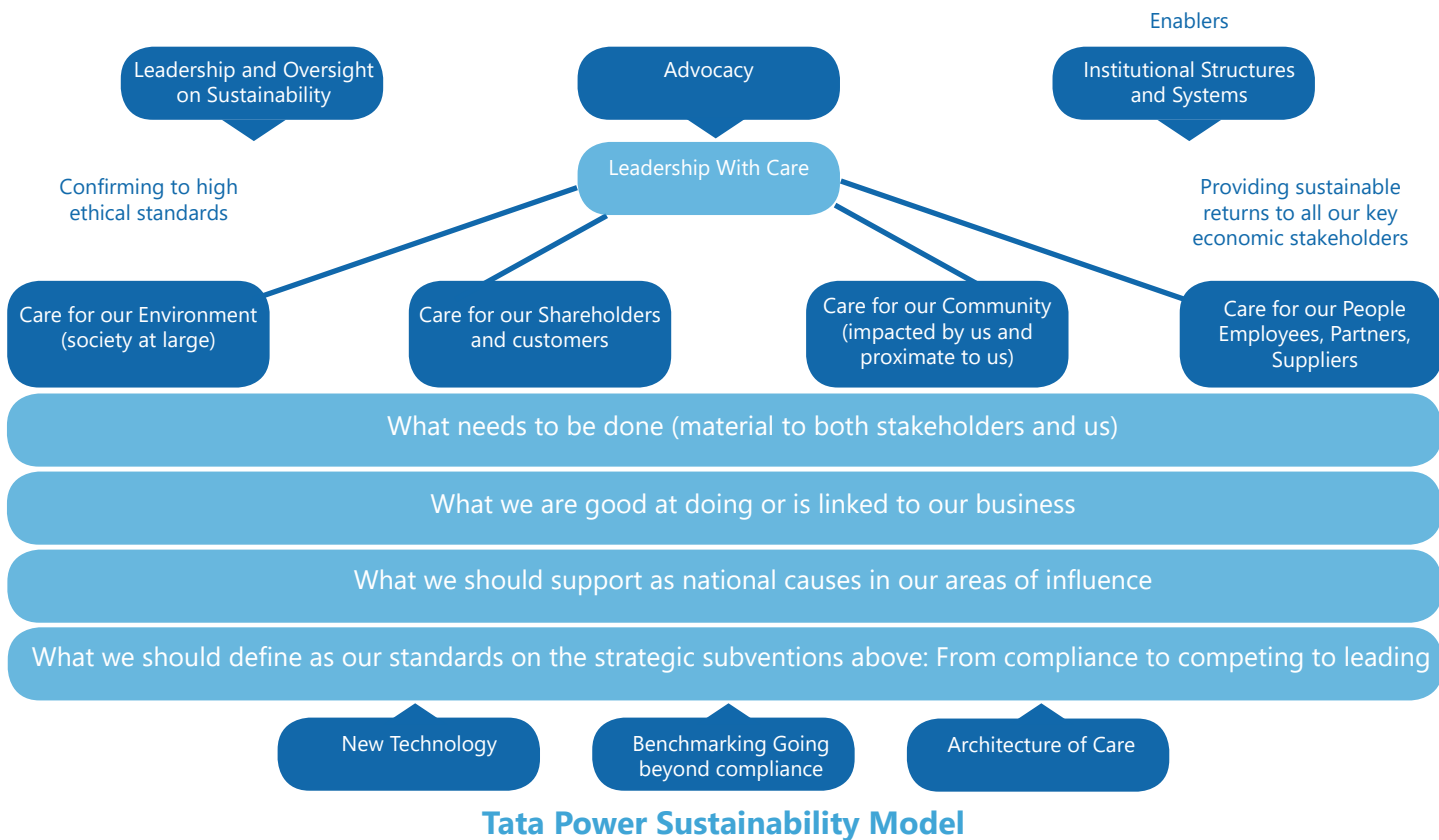 Enablers
Leadership and Oversight
on Sustainability
Advocacy
Institutional Structures
and Systems
Leadership With Care
Confirming to high
ethical standards
Providing sustainable
returns to all our key
economic stakeholders
Care for our Environment
(society at large)
Care for our Shareholders
and customers
Care for our Community
(impacted by us and
proximate to us)
Care for our People
Employees, Partners,
Suppliers
What needs to be done (material to both stakeholders and us)
What we are good at doing or is linked to our business
What we should support as national causes in our areas of influence
What we should define as our standards on the strategic subventions above: From compliance to competing to leading
New Technology
Benchmarking Going
beyond compliance
Architecture of Care
Tata Power Sustainability Model